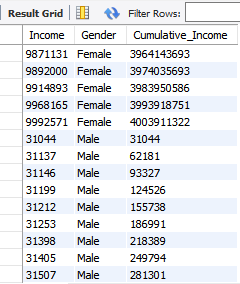 Result Grid Filter Rows:
Income Gender Cumulative_Income
9871131 Female 3964143693
9892000 Female 3974035693
9914893 Female 3983950586
9968165 Female 3993918751
9992571 Female 4003911322
31044 Male 31044
31137 Male 62181
31146 Male 93327
31199 Male 124526
31212 Male 155738
31253 Male 186991
31398 Male 218389
31405 Male 249794
31507 Male 281301